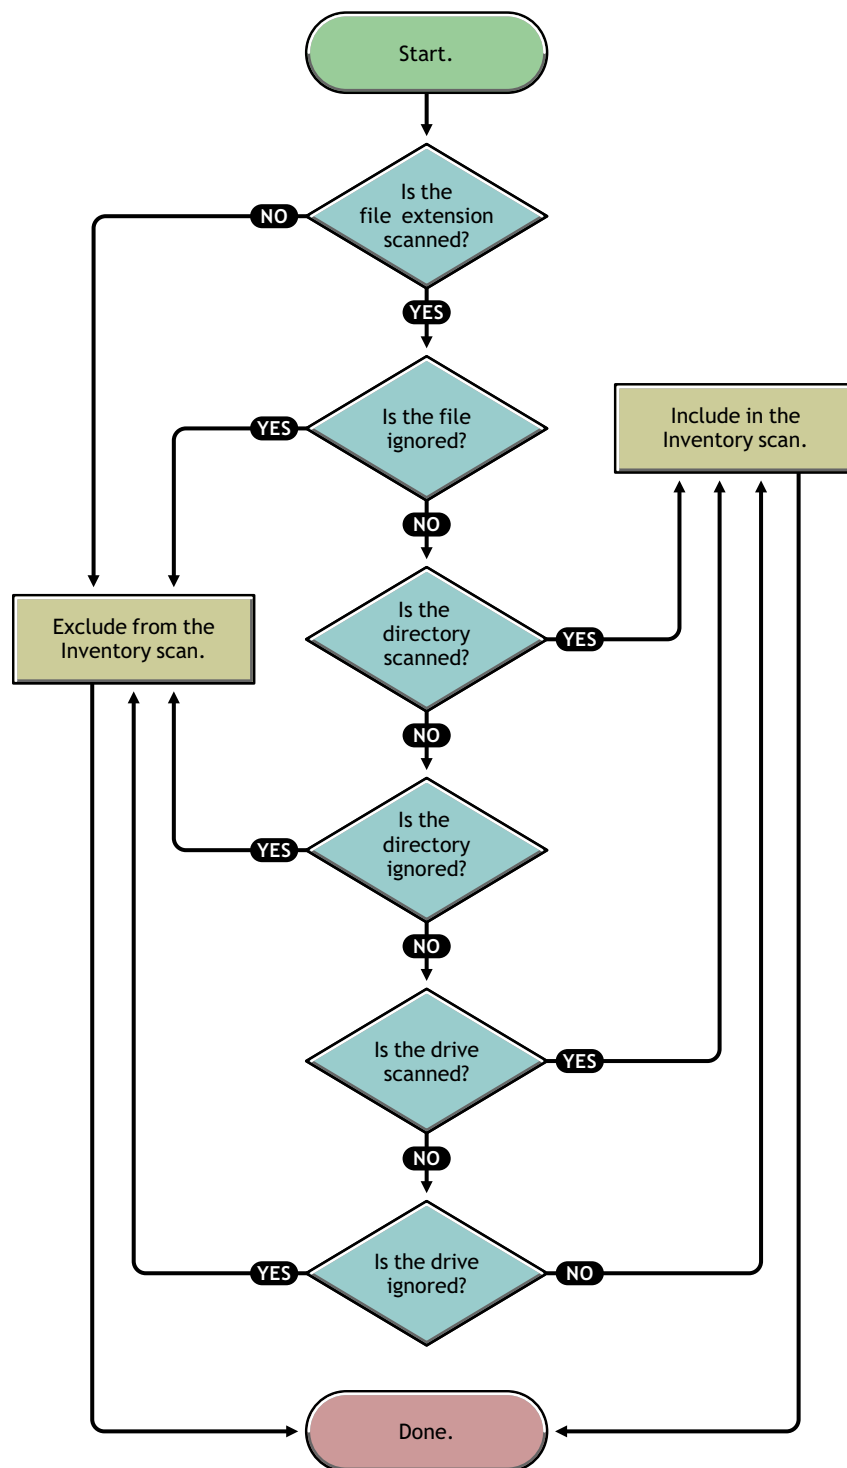 Start.
Is the
file extension
scanned?
NO
YES
Is the file
ignored?
YES
Include in the
Inventory scan.
NO
Exclude from the
Inventory scan.
Is the
directory
scanned?
YES
NO
Is the
directory
ignored?
YES
NO
Is the drive
scanned?
YES
NO
Is the drive
ignored?
YES
NO
Done.